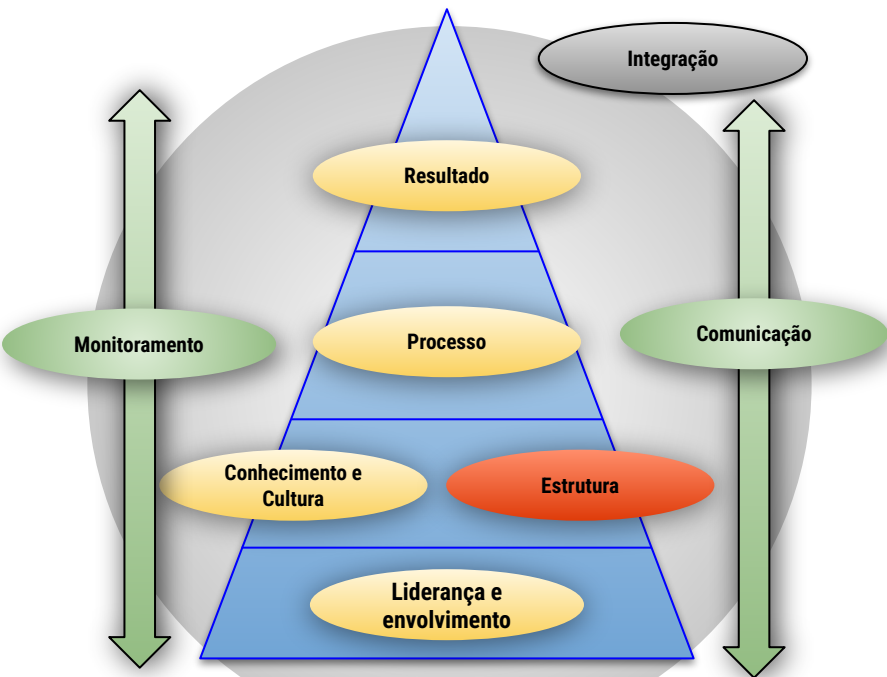 Integração
Resultado
Monitoramento
Processo
Comunicação
Conhecimento e
Cultura
Estrutura
Liderança e
envolvimento